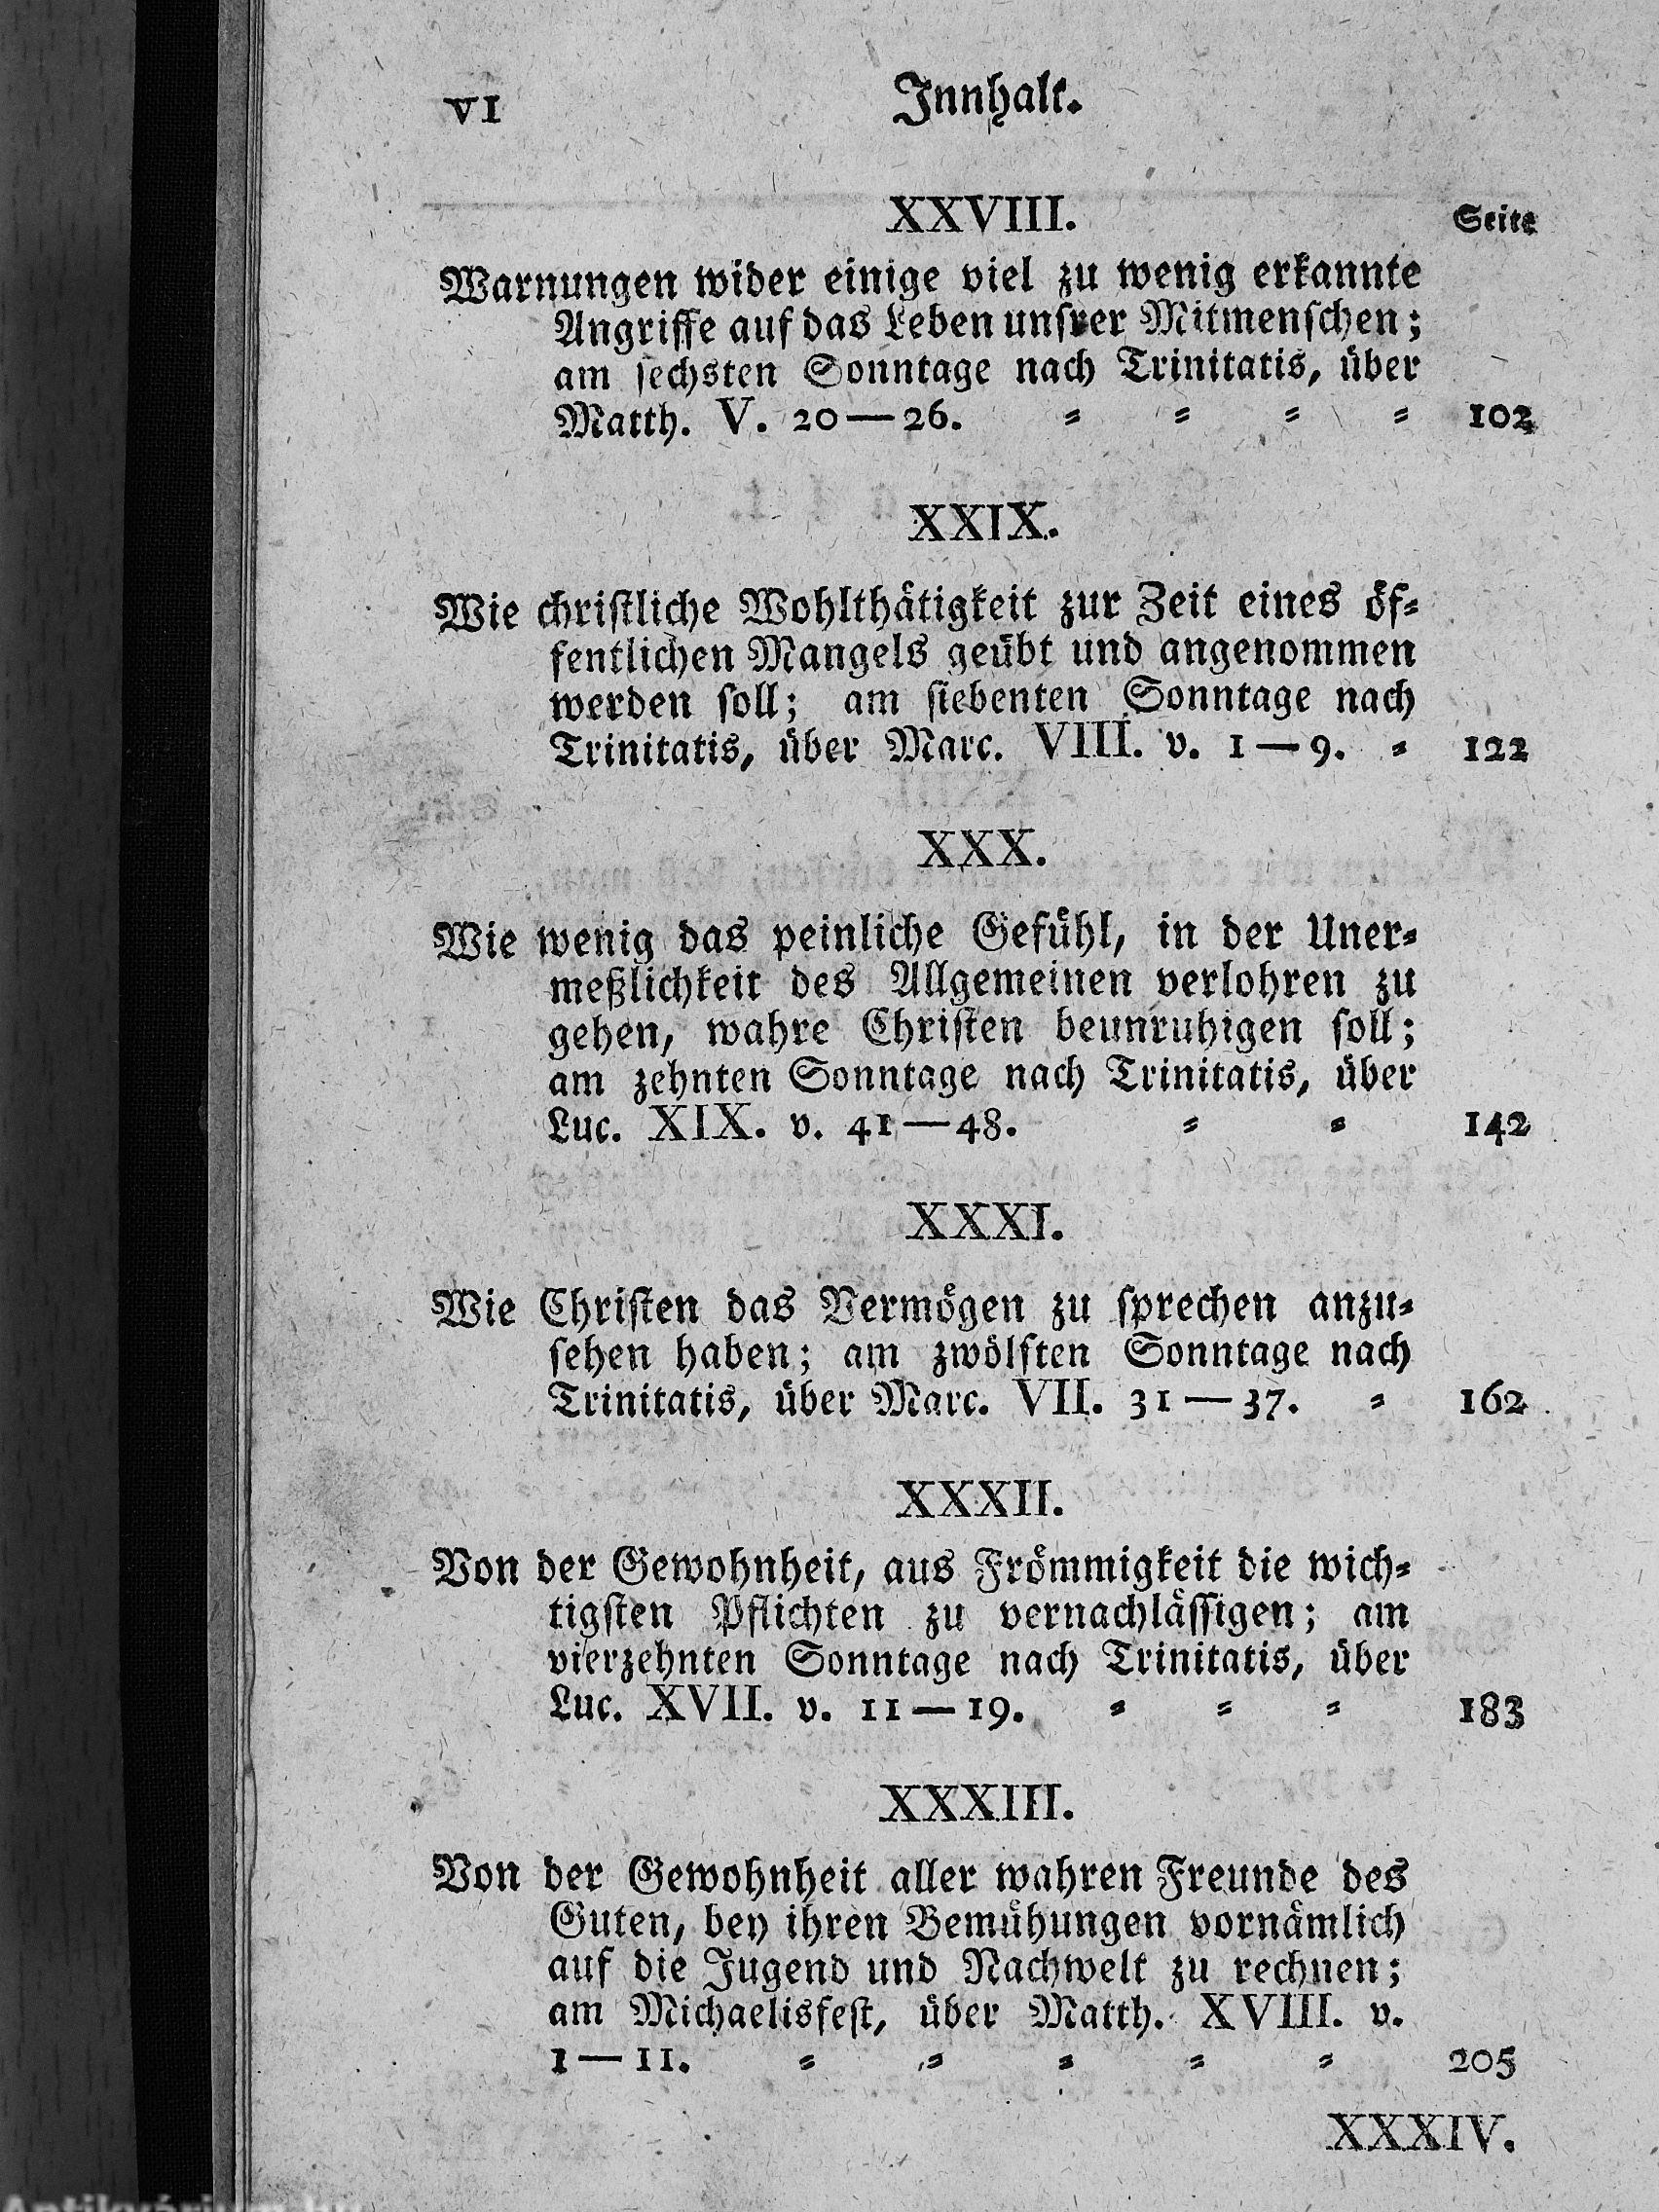 VI Innhalt.
XXVIII. Seite
Warnungen wider einige viel zu wenig erkannte
Angriffe auf das Leben unsrer Mitmenschen;
am sechsten Sonntage nach Trinitatis, über
Matth. V. 20—26. = = = = 102
XXIX.
Wie christliche Wohlthätigkeit zur Zeit eines öf=
fentlichen Mangels geübt und angenommen
werden soll; am siebenten Sonntage nach
Trinitatis, über Marc. VIII. v. 1—9. = 122
XXX.
Wie wenig das peinliche Gefühl, in der Uner=
meßlichkeit des Allgemeinen verlohren zu
gehen, wahre Christen beunruhigen soll;
am zehnten Sonntage nach Trinitatis, über
Luc. XIX. v. 41—48. = = 142
XXXI.
Wie Christen das Vermögen zu sprechen anzu=
sehen haben; am zwölften Sonntage nach
Trinitatis, über Marc. VII. 31—37. = 162
XXXII.
Von der Gewohnheit, aus Frömmigkeit die wich=
tigsten Pflichten zu vernachlässigen; am
vierzehnten Sonntage nach Trinitatis, über
Luc. XVII. v. 11—19. = = = 183
XXXIII.
Von der Gewohnheit aller wahren Freunde des
Guten, bey ihren Bemühungen vornämlich
auf die Jugend und Nachwelt zu rechnen;
am Michaelisfest, über Matth. XVIII. v.
1—11. = = = = = 205
XXXIV.